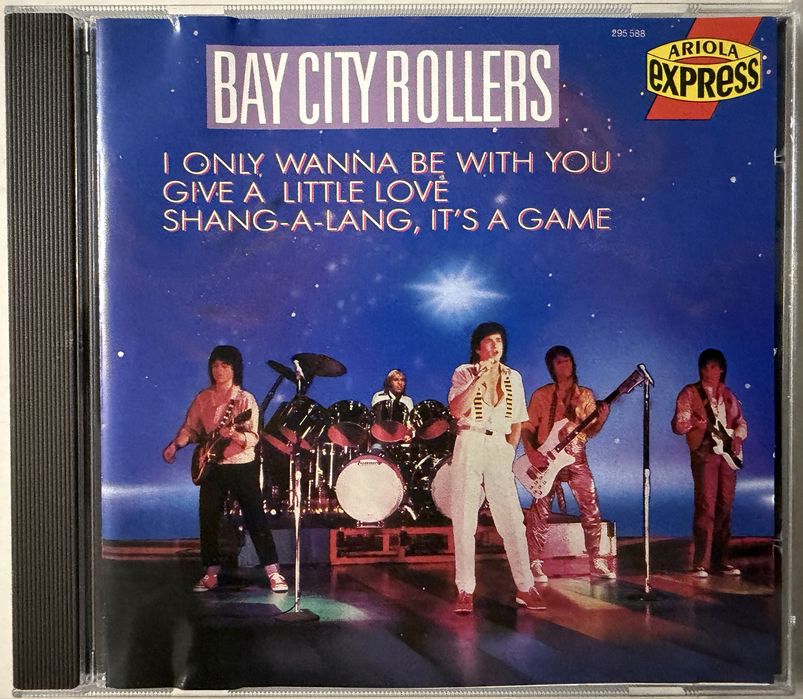 295 588
ARIOLA
EXPRESS
BAY CITY ROLLERS
I ONLY WANNA BE WITH YOU
GIVE A LITTLE LOVE
SHANG-A-LANG, IT'S A GAME